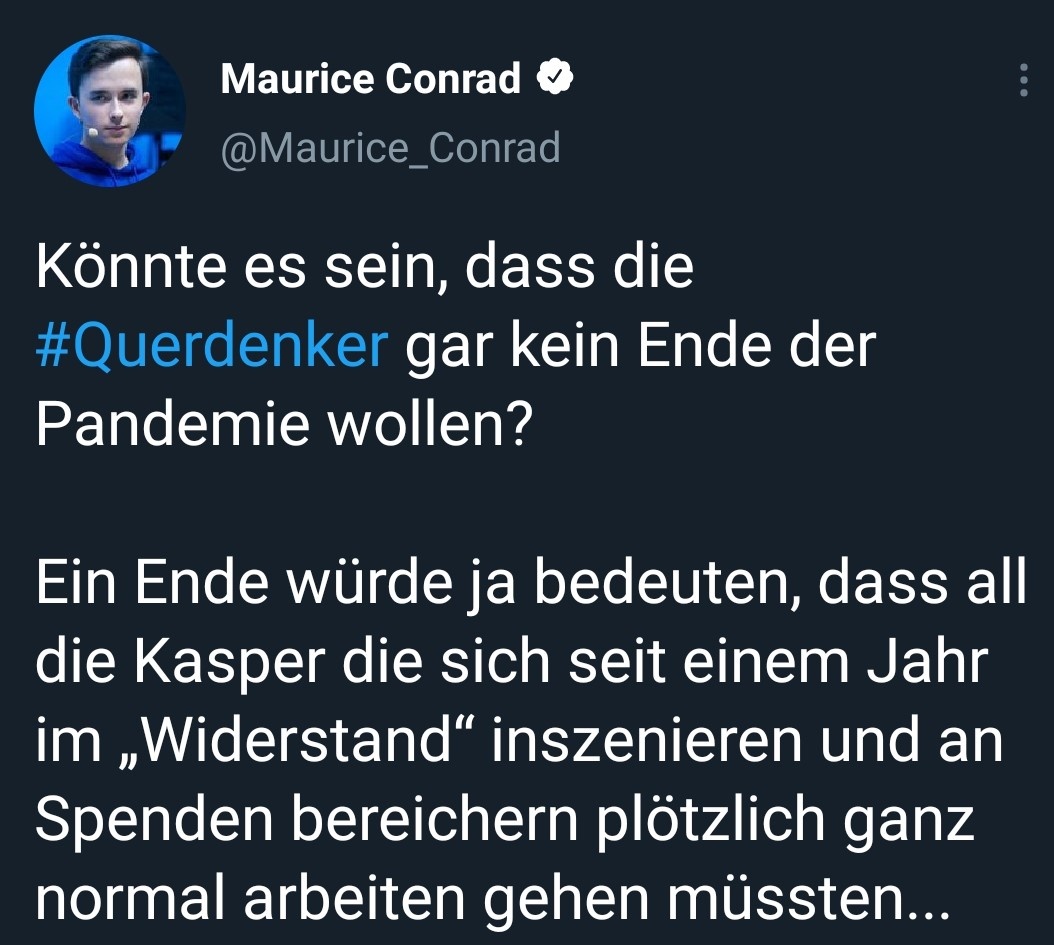 Maurice Conrad
@Maurice_Conrad
Könnte es sein, dass die
#Querdenker gar kein Ende der
Pandemie wollen?
Ein Ende würde ja bedeuten, dass all
die Kasper die sich seit einem Jahr
im „Widerstand“ inszenieren und an
Spenden bereichern plötzlich ganz
normal arbeiten gehen müssten...